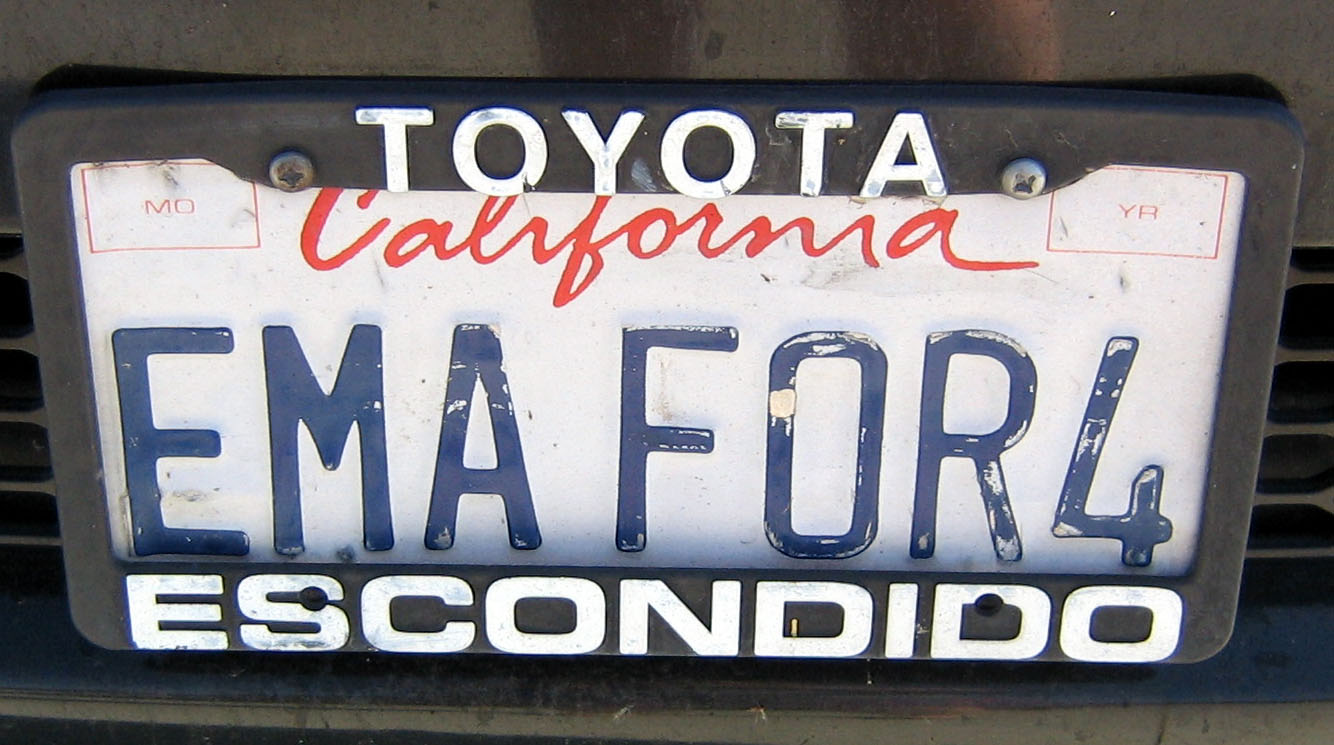 TOYOTA
MO California YR
EMA FOR4
ESCONDIDO